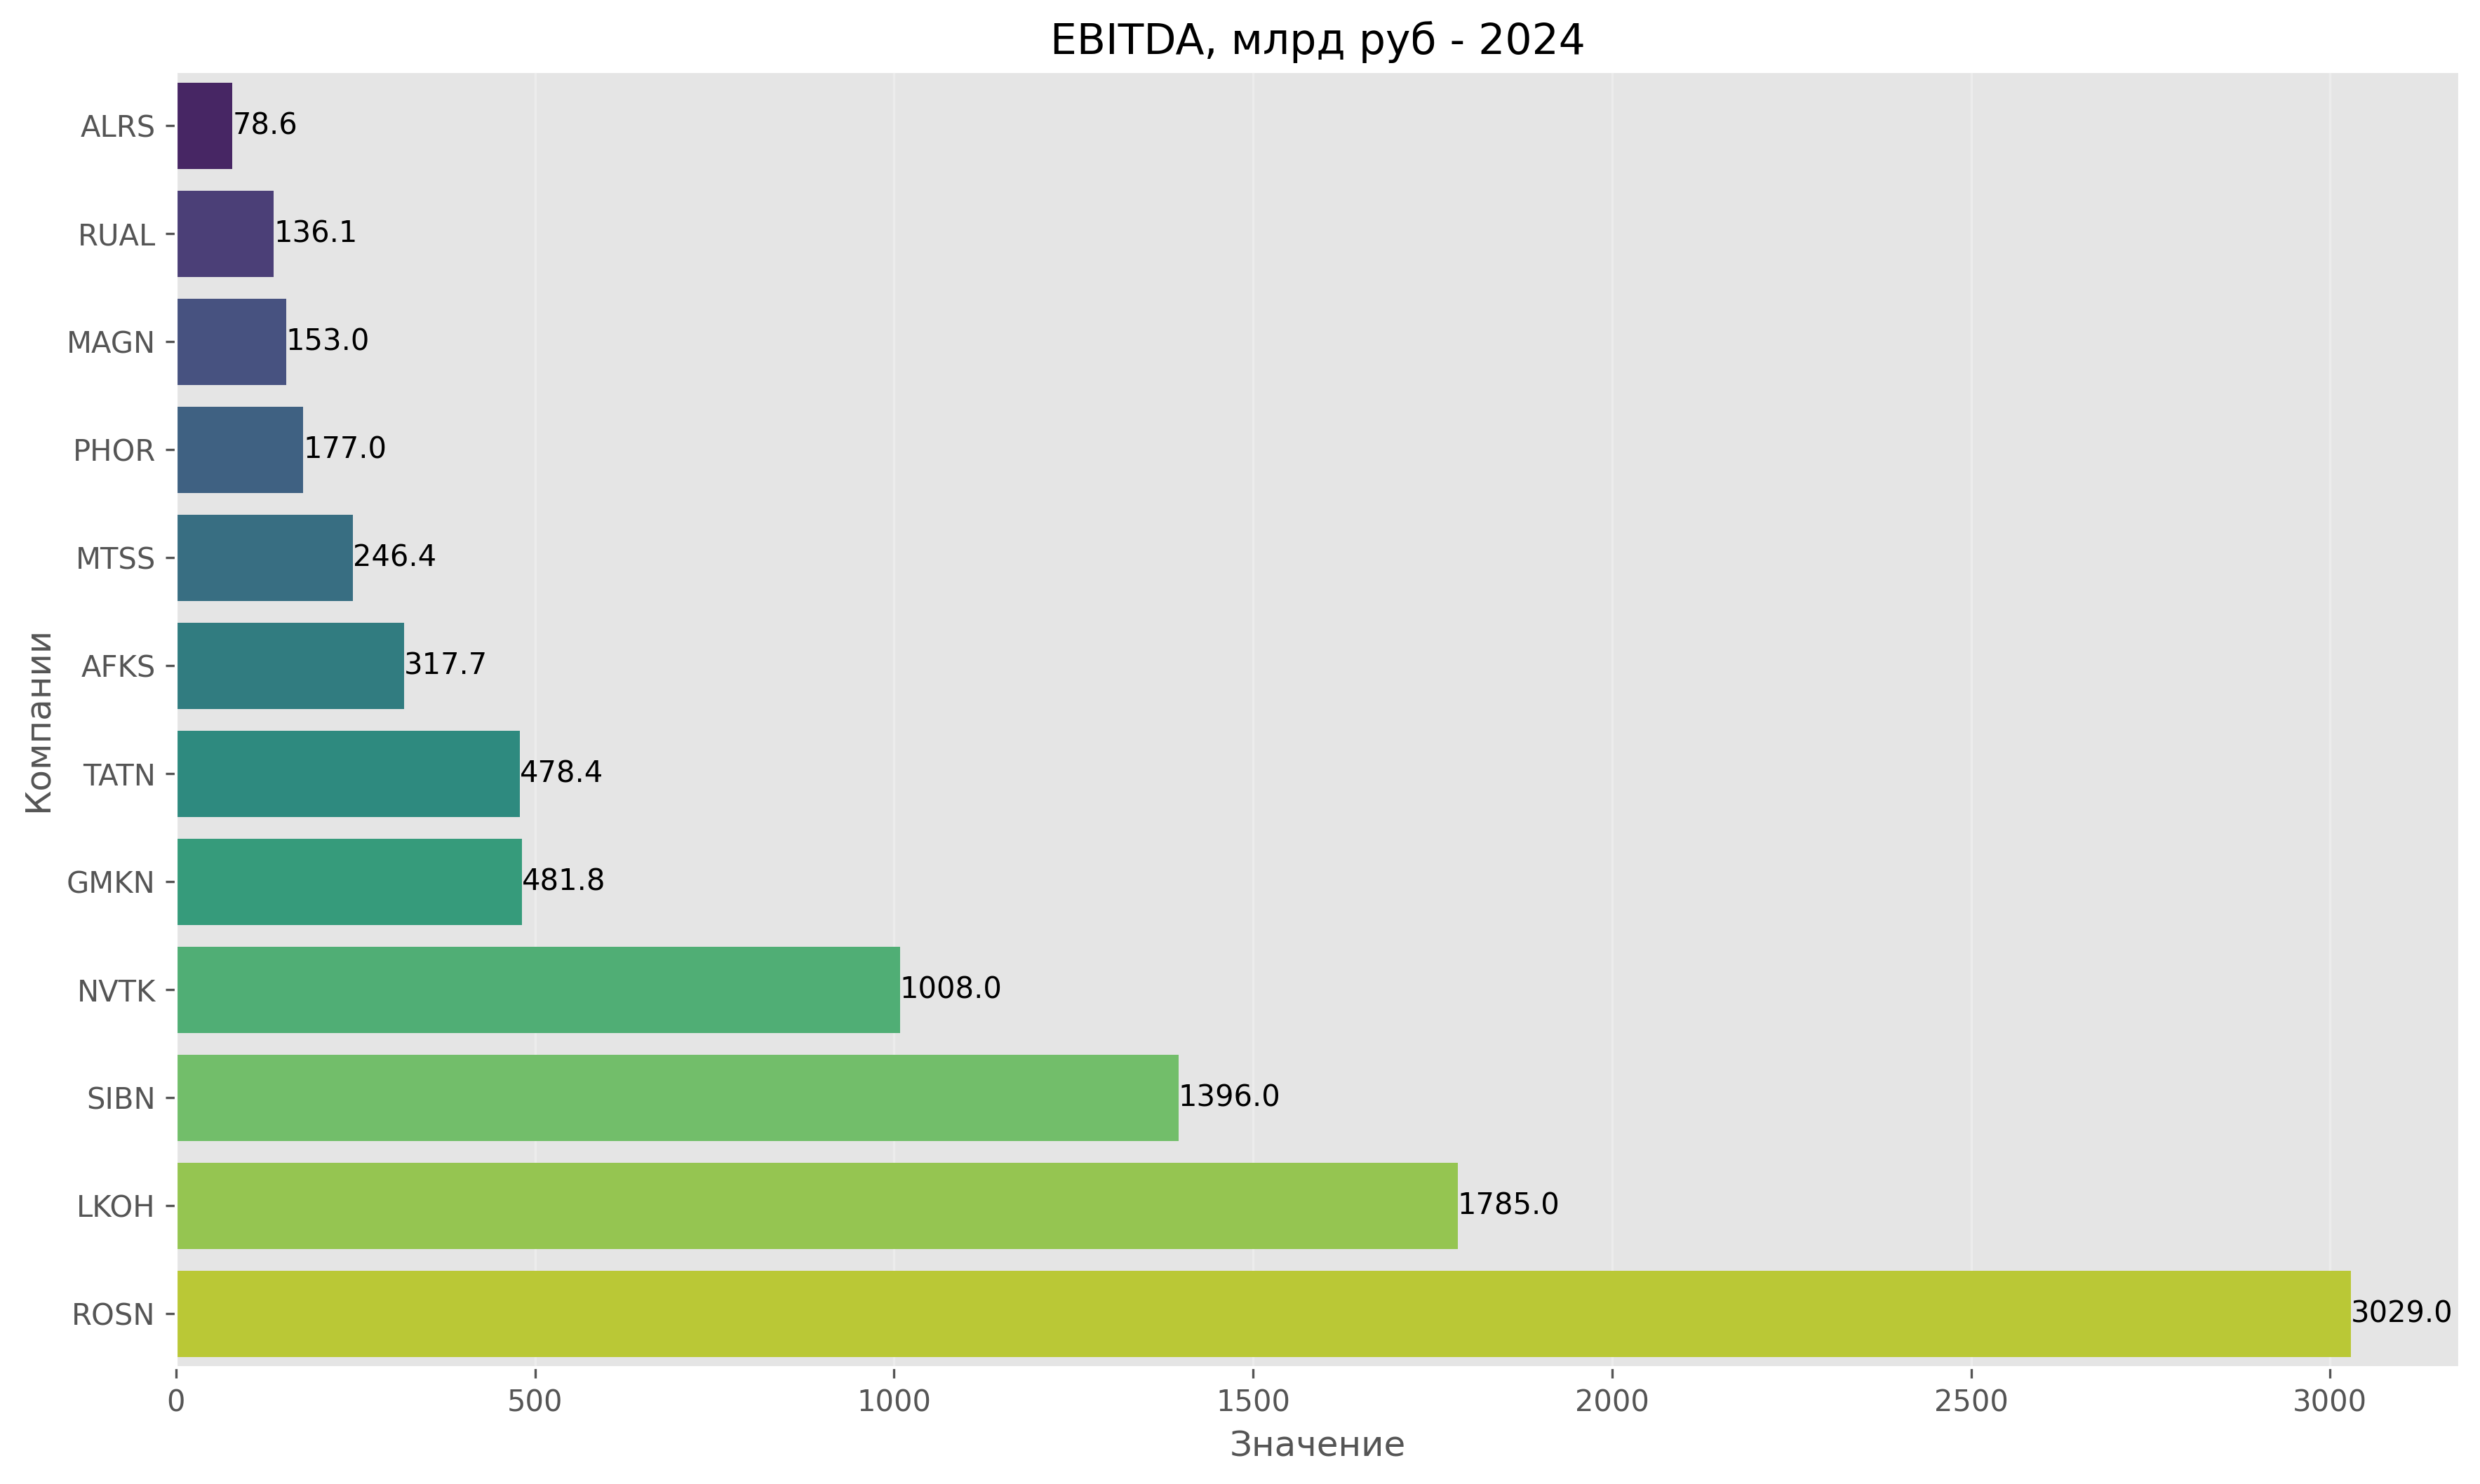 EBITDA, млрд руб - 2024
ALRS 78.6
RUAL 136.1
MAGN 153.0
PHOR 177.0
MTSS 246.4
AFKS 317.7
TATN 478.4
GMKN 481.8
NVTK 1008.0
SIBN 1396.0
LKOH 1785.0
ROSN 3029.0
Компании
0 500 1000 1500 2000 2500 3000
Значение